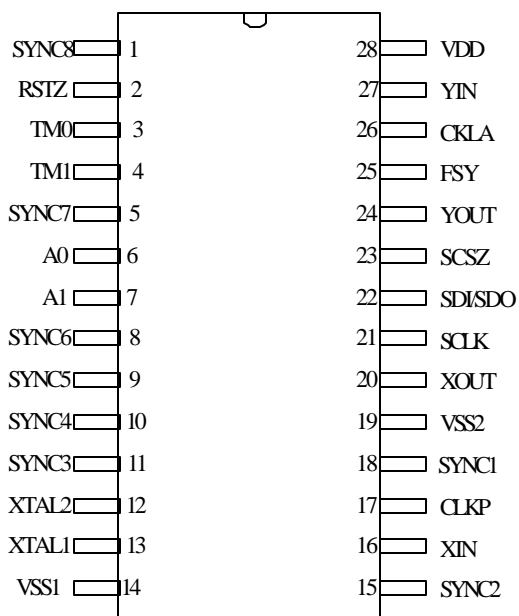 SYNC8 1 28 VDD
RSTZ 2 27 YIN
TM0 3 26 CKLA
TM1 4 25 FSY
SYNC7 5 24 YOUT
A0 6 23 SCSZ
A1 7 22 SDI/SDO
SYNC6 8 21 SCLK
SYNC5 9 20 XOUT
SYNC4 10 19 VSS2
SYNC3 11 18 SYNC1
XTAL2 12 17 CLKP
XTAL1 13 16 XIN
VSS1 14 15 SYNC2